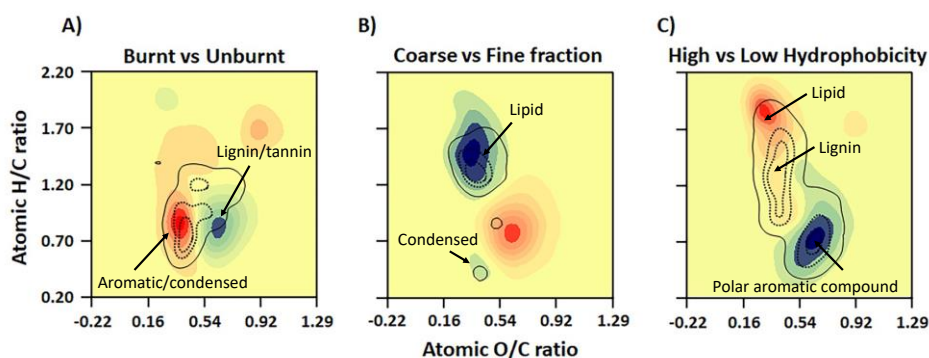 A)
Burnt vs Unburnt
B)
Coarse vs Fine fraction
C)
High vs Low Hydrophobicity
Atomic H/C ratio
2.20
1.70
1.20
0.70
0.20
Lignin/tannin
Aromatic/condensed
Lipid
Condensed
Lipid
Lignin
Polar aromatic compound
-0.22 0.16 0.54 0.92 1.29
-0.22 0.16 0.54 0.92 1.29
-0.22 0.16 0.54 0.92 1.29
Atomic O/C ratio